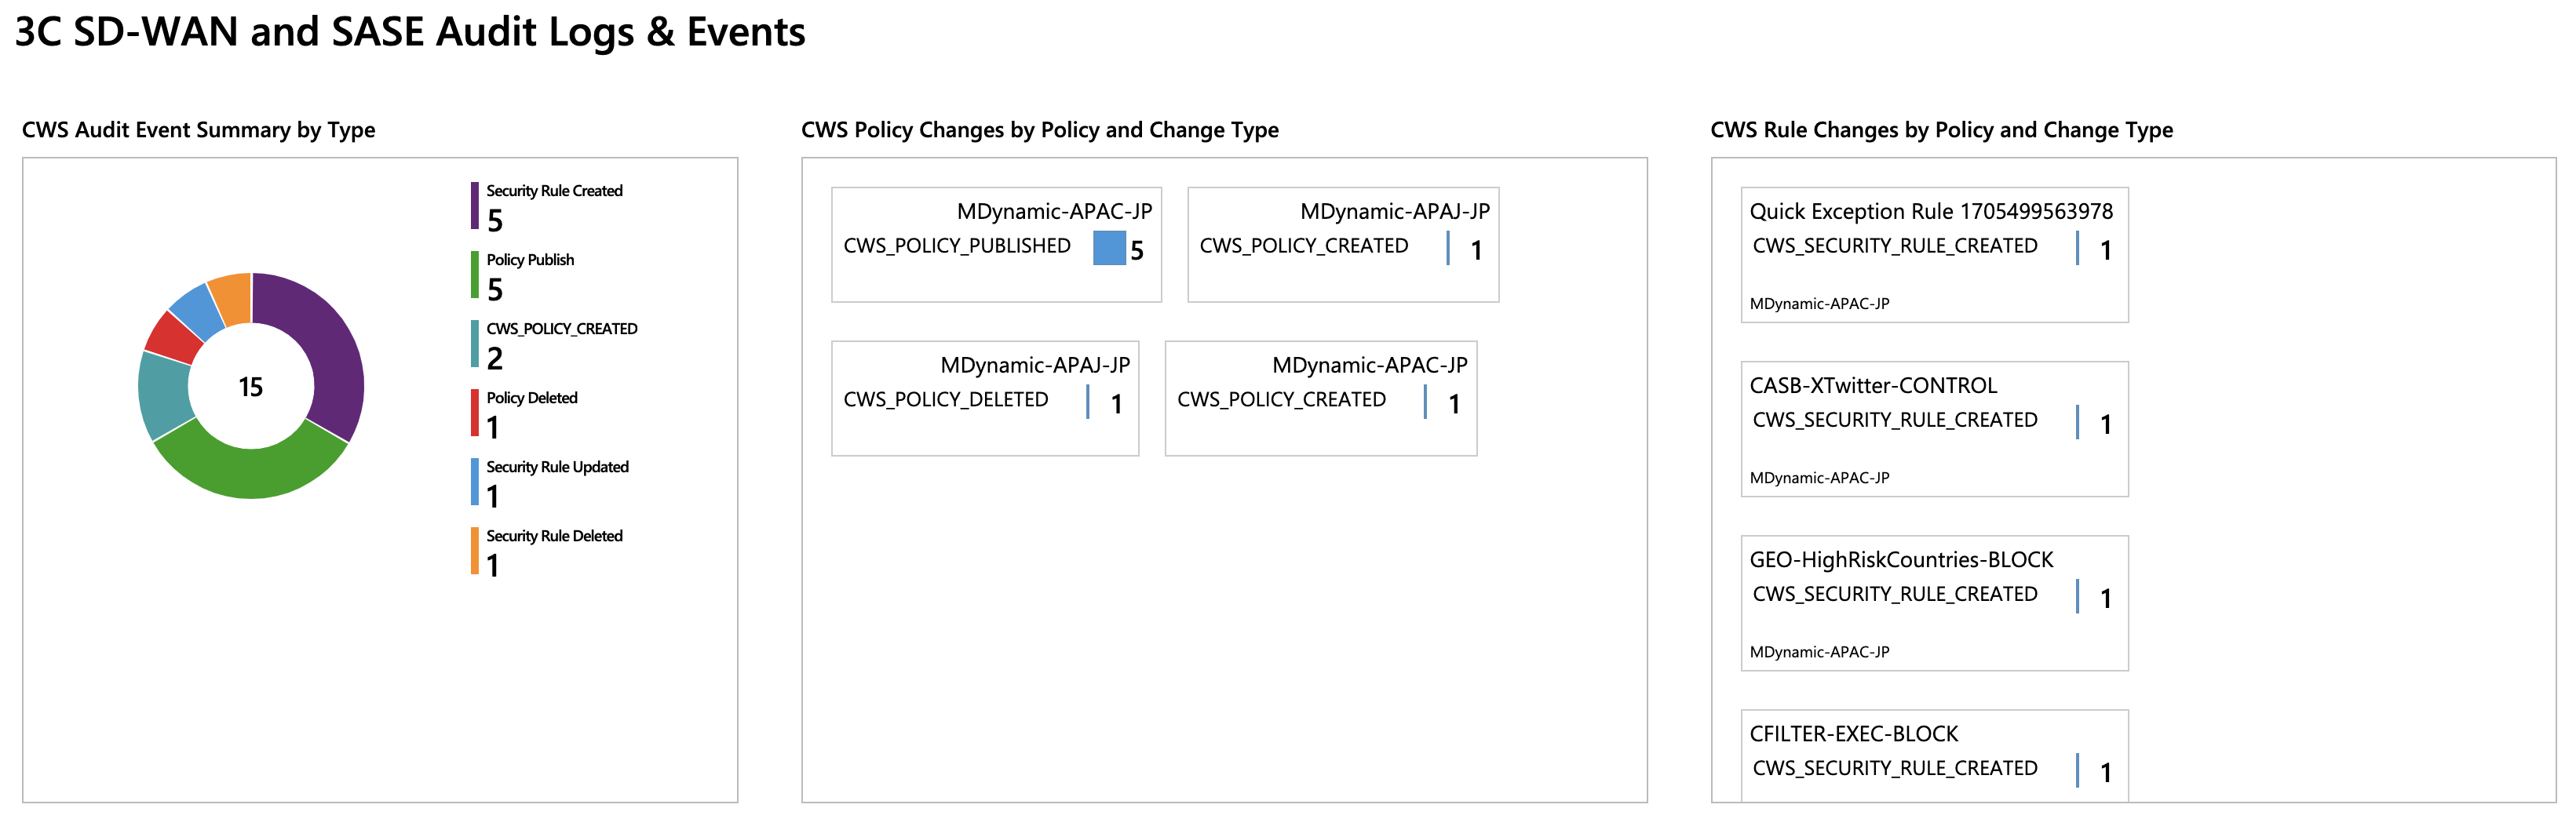 3C SD-WAN and SASE Audit Logs & Events
CWS Audit Event Summary by Type
15
Security Rule Created
5
Policy Publish
5
CWS_POLICY_CREATED
2
Policy Deleted
1
Security Rule Updated
1
Security Rule Deleted
1
CWS Policy Changes by Policy and Change Type
MDynamic-APAC-JP
CWS_POLICY_PUBLISHED 5
MDynamic-APAJ-JP
CWS_POLICY_CREATED 1
MDynamic-APAJ-JP
CWS_POLICY_DELETED 1
MDynamic-APAC-JP
CWS_POLICY_CREATED 1
CWS Rule Changes by Policy and Change Type
Quick Exception Rule 1705499563978
CWS_SECURITY_RULE_CREATED 1
MDynamic-APAC-JP
CASB-XTwitter-CONTROL
CWS_SECURITY_RULE_CREATED 1
MDynamic-APAC-JP
GEO-HighRiskCountries-BLOCK
CWS_SECURITY_RULE_CREATED 1
MDynamic-APAC-JP
CFILTER-EXEC-BLOCK
CWS_SECURITY_RULE_CREATED 1